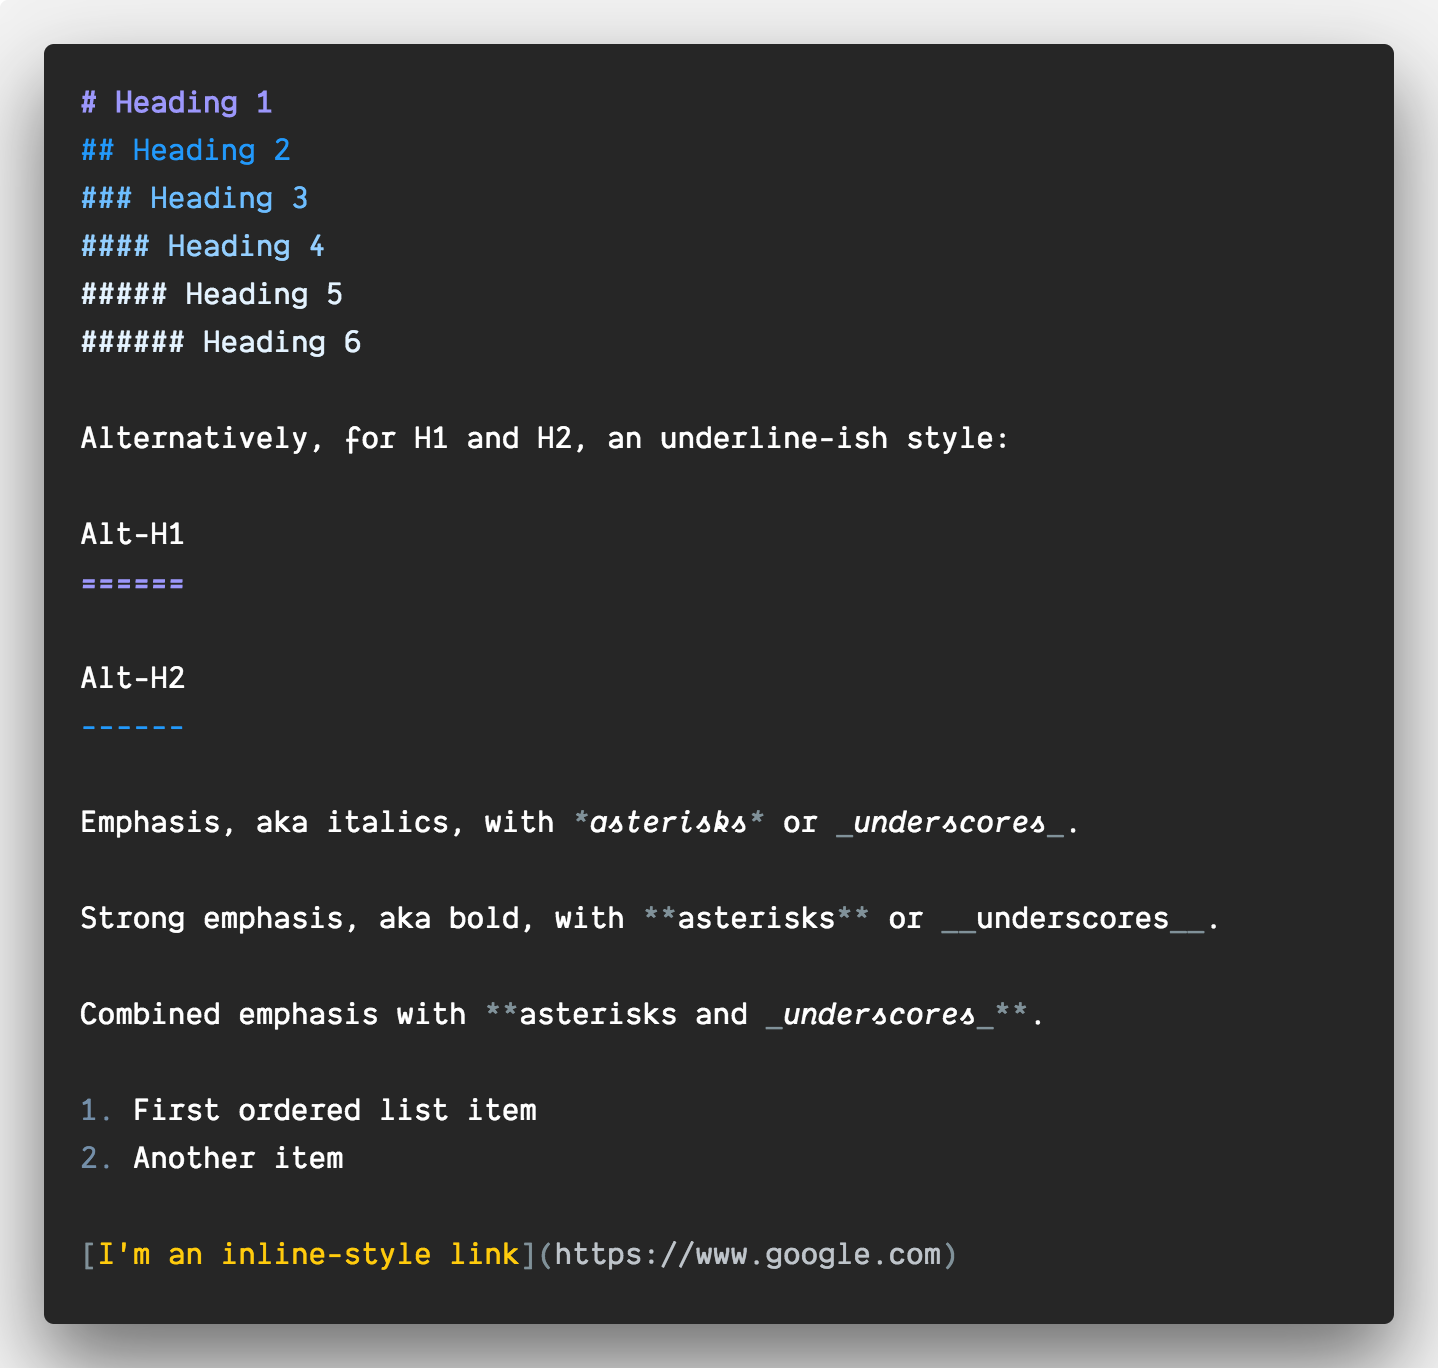 # Heading 1
## Heading 2
### Heading 3
#### Heading 4
##### Heading 5
###### Heading 6
Alternatively, for H1 and H2, an underline-ish style:
Alt-H1
======
Alt-H2
------
Emphasis, aka italics, with *asterisks* or _underscores_.
Strong emphasis, aka bold, with **asterisks** or __underscores__.
Combined emphasis with **asterisks and _underscores_**.
1. First ordered list item
2. Another item
[I'm an inline-style link](https://www.google.com)